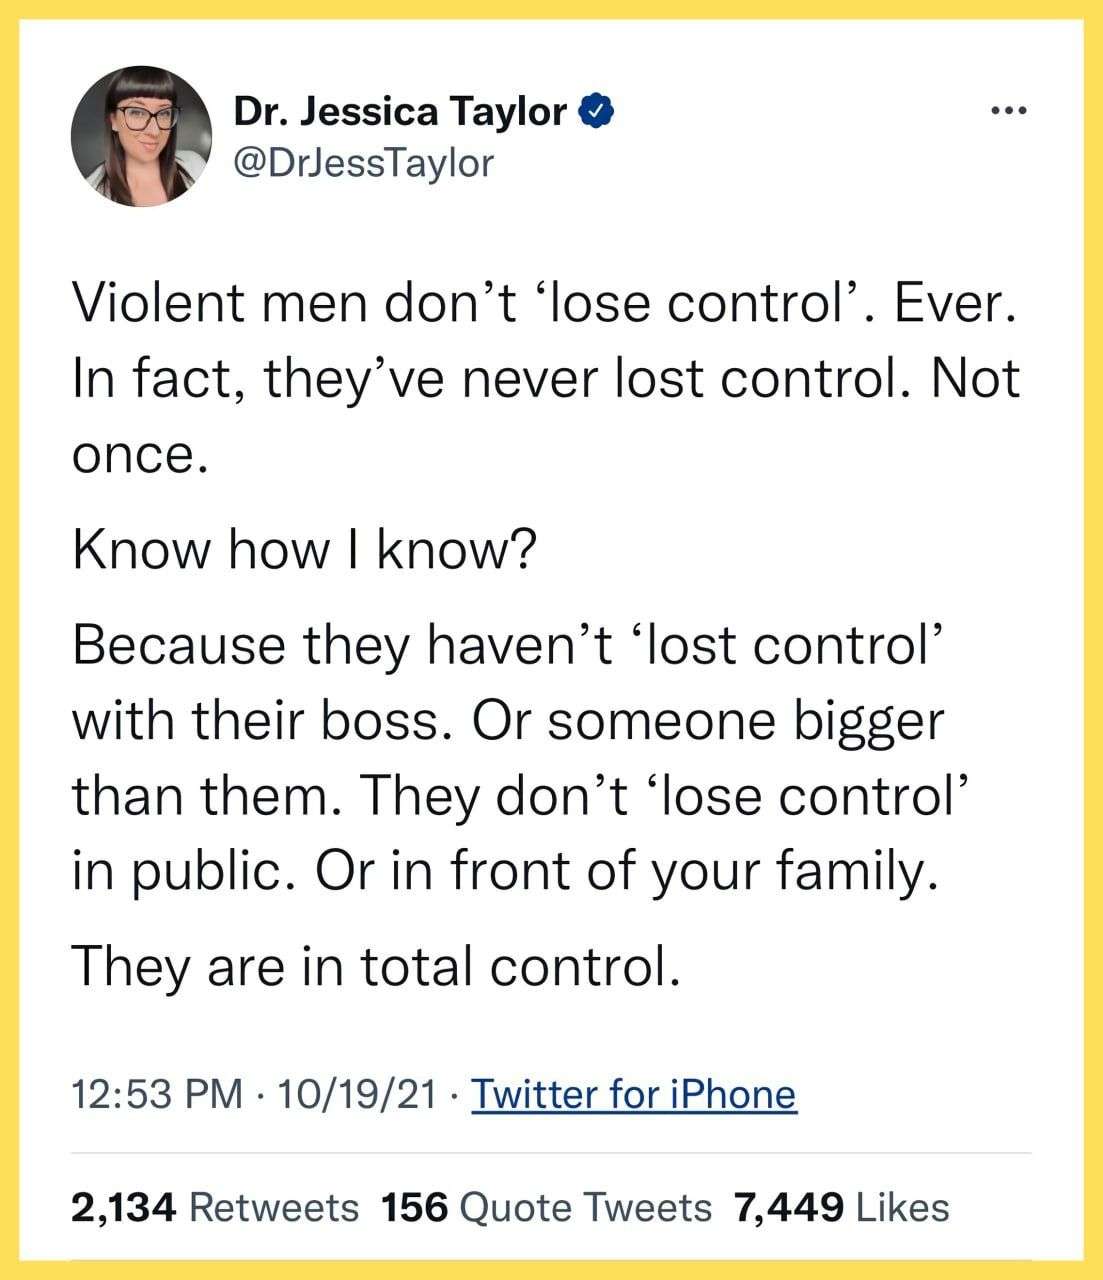 Dr. Jessica Taylor
@DrJessTaylor
Violent men don’t ‘lose control’. Ever.
In fact, they’ve never lost control. Not
once.
Know how I know?
Because they haven’t ‘lost control’
with their boss. Or someone bigger
than them. They don’t ‘lose control’
in public. Or in front of your family.
They are in total control.
12:53 PM · 10/19/21 · Twitter for iPhone
2,134 Retweets 156 Quote Tweets 7,449 Likes